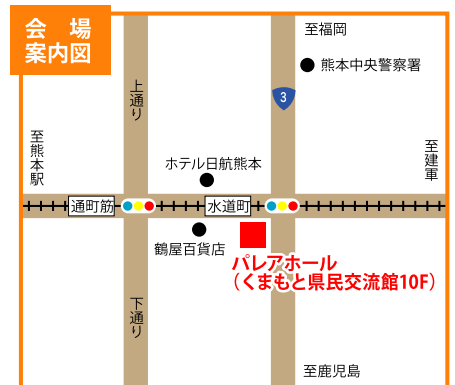 会 場
案内図
至福岡
熊本中央警察署
上通り
3
至熊本駅
至建軍
ホテル日航熊本
通町筋
水道町
鶴屋百貨店
パレアホール
（くまもと県民交流館10F）
下通り
至鹿児島